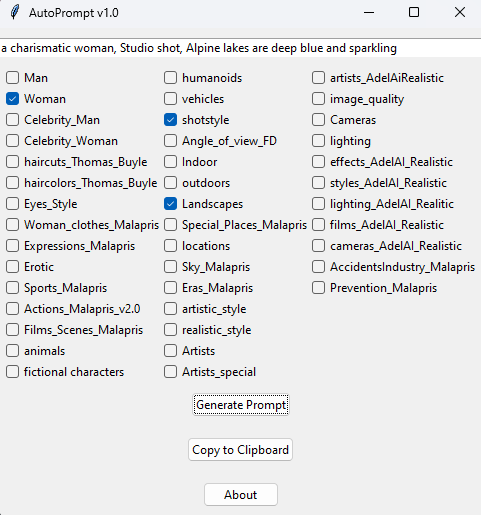 AutoPrompt v1.0
a charismatic woman, Studio shot, Alpine lakes are deep blue and sparkling
Man humanoids artists_AdelAiRealistic
Woman vehicles image_quality
Celebrity_Man shotstyle Cameras
Celebrity_Woman Angle_of_view_FD lighting
haircuts_Thomas_Buyle Indoor effects_AdelAI_Realistic
haircolors_Thomas_Buyle outdoors styles_AdelAI_Realistic
Eyes_Style Landscapes lighting_AdelAI_Realitic
Woman_clothes_Malapris Special_Places_Malapris films_AdelAI_Realistic
Expressions_Malapris locations cameras_AdelAI_Realistic
Erotic Sky_Malapris AccidentsIndustry_Malapris
Sports_Malapris Eras_Malapris Prevention_Malapris
Actions_Malapris_v2.0 artistic_style
Films_Scenes_Malapris realistic_style
animals Artists
fictional characters Artists_special
Generate Prompt
Copy to Clipboard
About